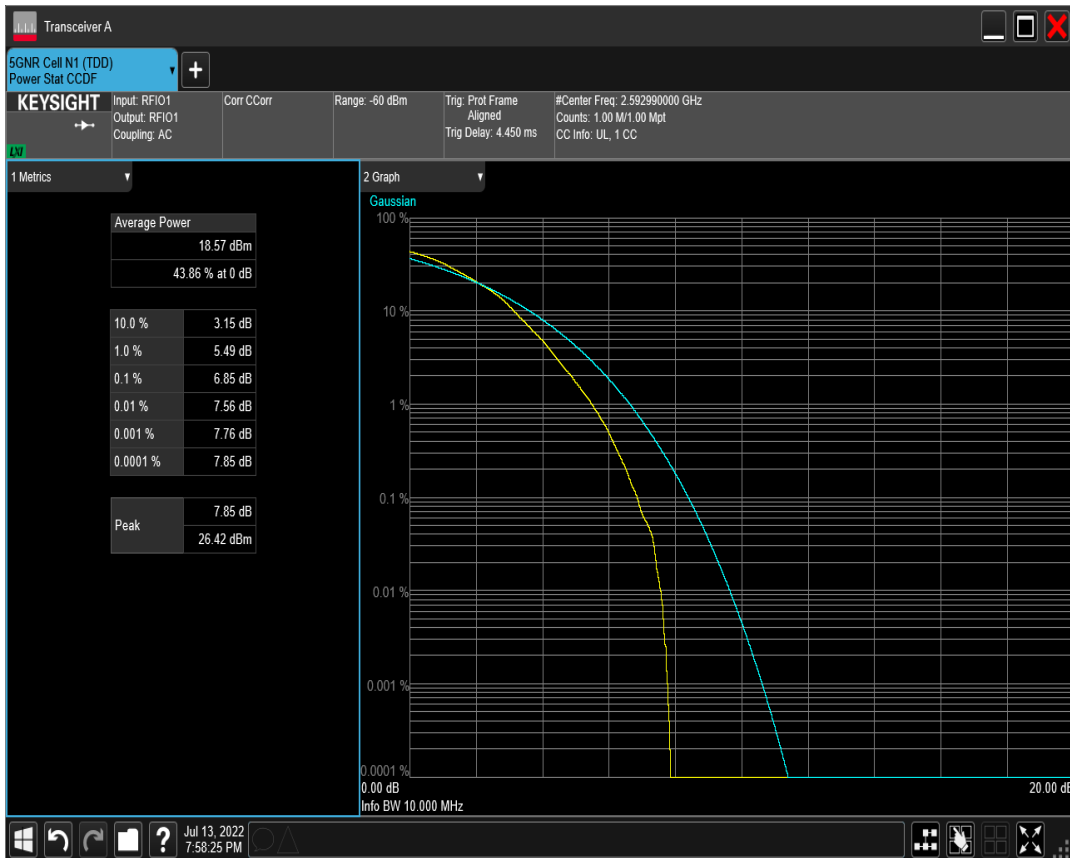 Transceiver A
5GNR Cell N1 (TDD)
Power Stat CCDF
+
KEYSIGHT
LXI
Input: RFIO1
Output: RFIO1
Coupling: AC
Corr CCorr
Range: -60 dBm
Trig: Prot Frame
Aligned
Trig Delay: 4.450 ms
#Center Freq: 2.592990000 GHz
Counts: 1.00 M/1.00 Mpt
CC Info: UL, 1 CC
1 Metrics
Average Power
18.57 dBm
43.86 % at 0 dB
10.0 % 3.15 dB
1.0 % 5.49 dB
0.1 % 6.85 dB
0.01 % 7.56 dB
0.001 % 7.76 dB
0.0001 % 7.85 dB
Peak 7.85 dB
26.42 dBm
2 Graph
Gaussian
100 %
10 %
1 %
0.1 %
0.01 %
0.001 %
0.0001 %
0.00 dB 20.00 dB
Info BW 10.000 MHz
? Jul 13, 2022
7:58:25 PM